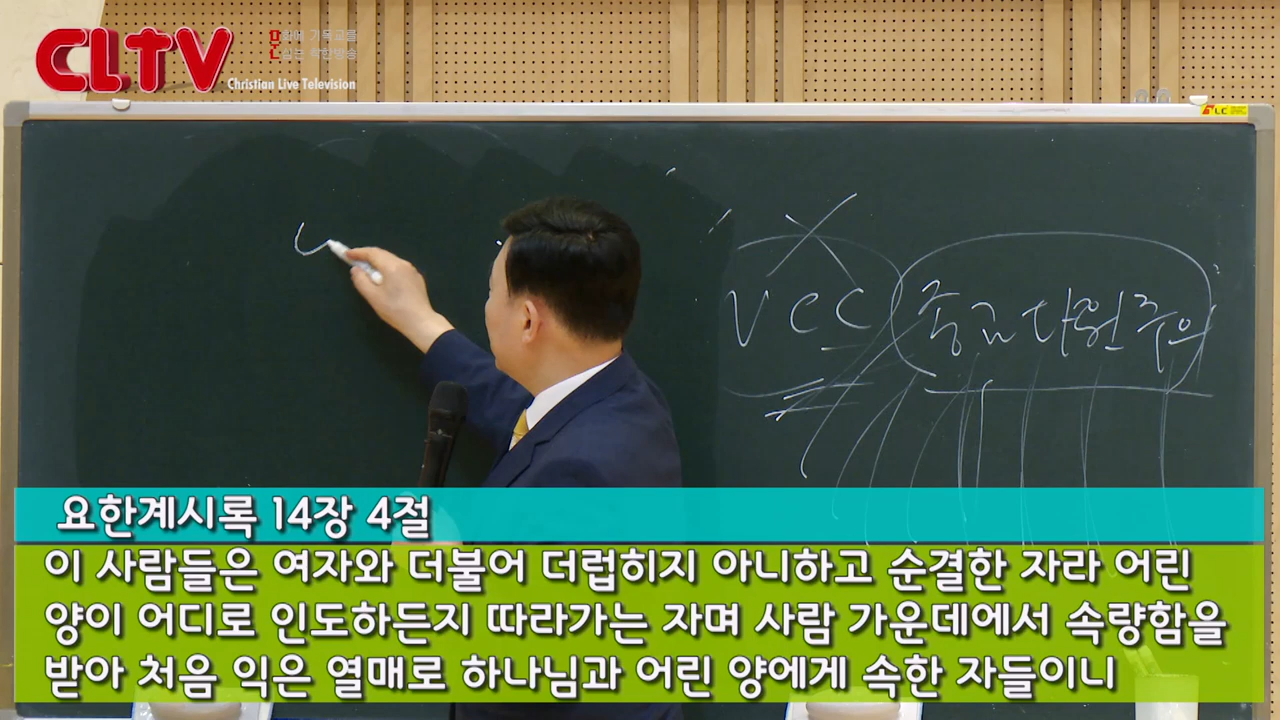 CLTV
Christian Live Television
WCC
종교다원주의
요한계시록 14장 4절
이 사람들은 여자와 더불어 더럽히지 아니하고 순결한 자라 어린
양이 어디로 인도하든지 따라가는 자며 사람 가운데에서 속량함을
받아 처음 익은 열매로 하나님과 어린 양에게 속한 자들이니